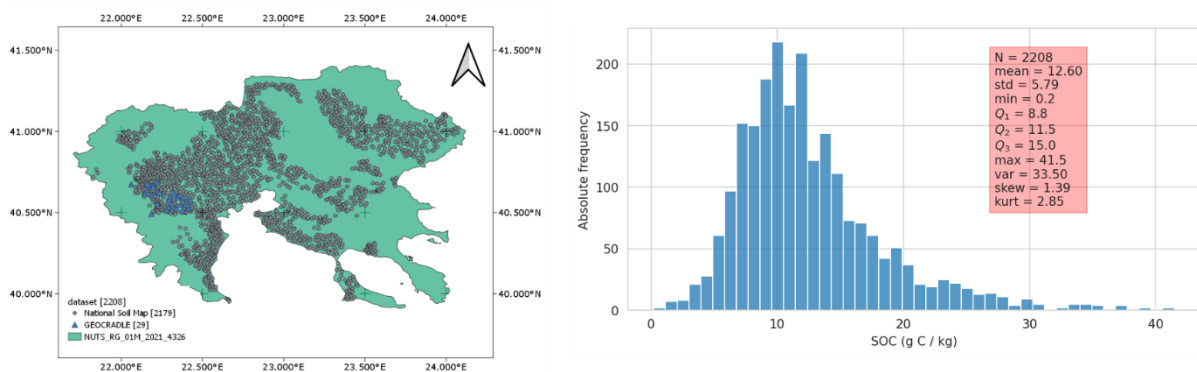 22.000°E 22.500°E 23.000°E 23.500°E 24.000°E
41.500°N 41.500°N
41.000°N 41.000°N
40.500°N 40.500°N
40.000°N 40.000°N
dataset [2208]
National Soil Map [2179]
GEOCRADLE [29]
NUTS_RG_01M_2021_4326
22.000°E 22.500°E 23.000°E 23.500°E 24.000°E
Absolute frequency
200
150
100
50
0
N = 2208
mean = 12.60
std = 5.79
min = 0.2
Q₁ = 8.8
Q₂ = 11.5
Q₃ = 15.0
max = 41.5
var = 33.50
skew = 1.39
kurt = 2.85
0 10 20 30 40
SOC (g C / kg)